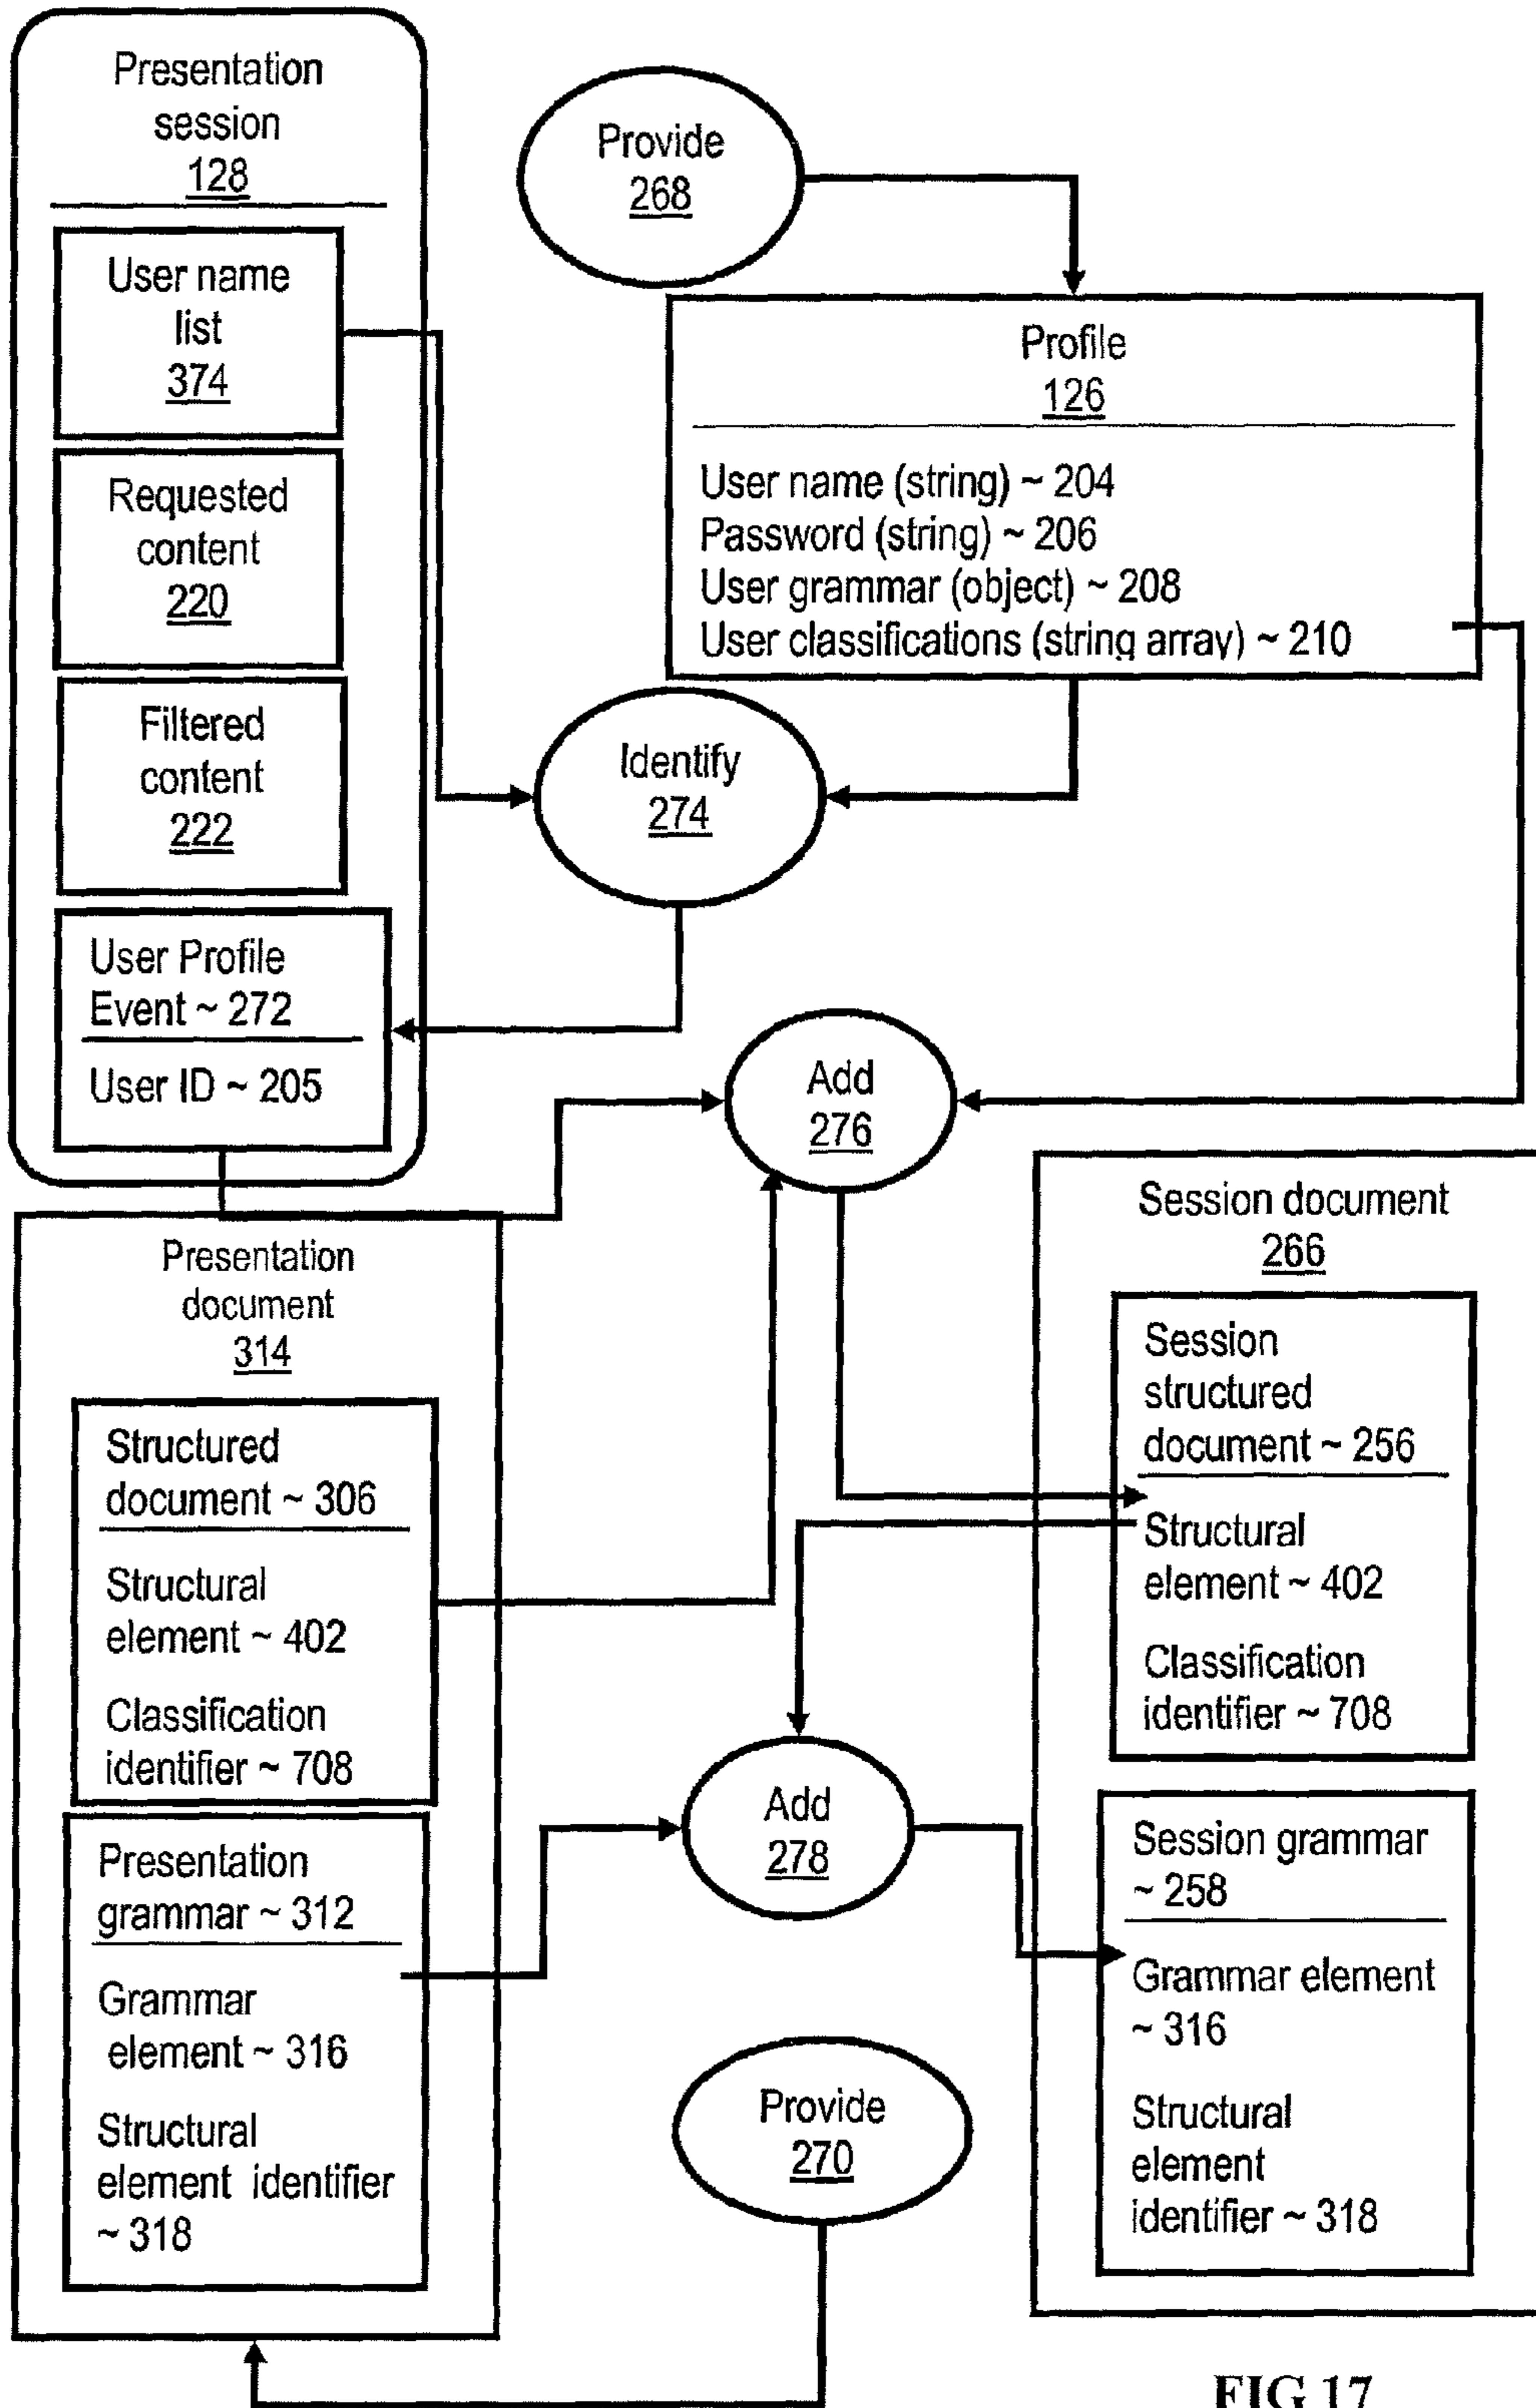 Presentation
session
128
User name
list
374
Requested
content
220
Filtered
content
222
User Profile
Event ~ 272
User ID ~ 205
Provide
268
Profile
126
User name (string) ~ 204
Password (string) ~ 206
User grammar (object) ~ 208
User classifications (string array) ~ 210
Identify
274
Add
276
Presentation
document
314
Structured
document ~ 306
Structural
element ~ 402
Classification
identifier ~ 708
Presentation
grammar ~ 312
Grammar
element ~ 316
Structural
element identifier
~ 318
Add
278
Provide
270
Session document
266
Session
structured
document ~ 256
Structural
element ~ 402
Classification
identifier ~ 708
Session grammar
~ 258
Grammar element
~ 316
Structural
element
identifier ~ 318
FIG 17